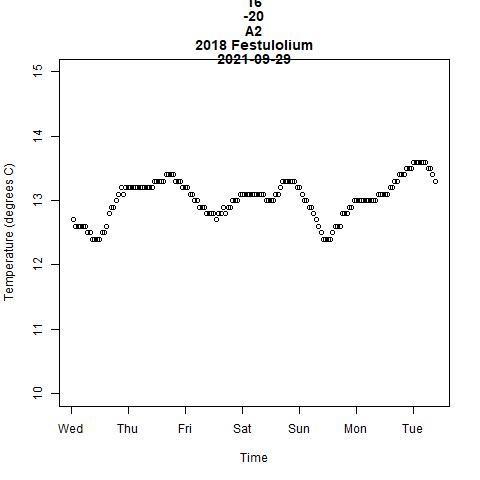 16
-20
A2
2018 Festulolium
2021-09-29
Temperature (degrees C)
15
14
13
12
11
10
Wed Thu Fri Sat Sun Mon Tue
Time